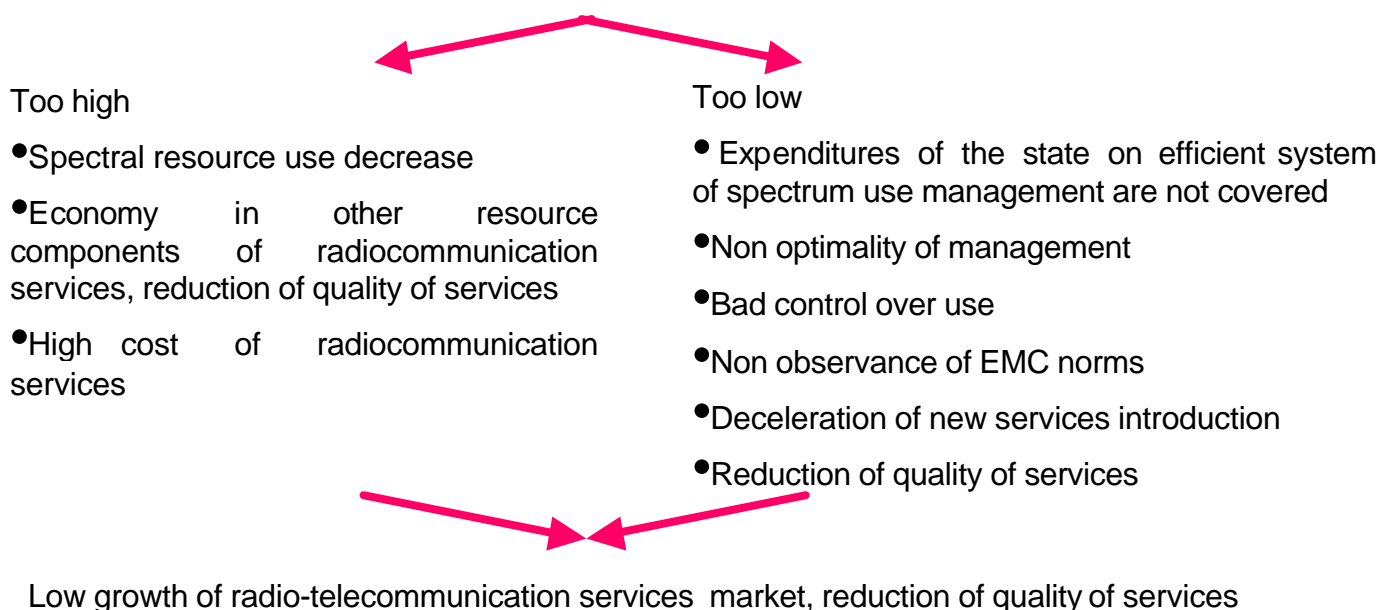 Too high
•Spectral resource use decrease
•Economy in other resource
components of radiocommunication
services, reduction of quality of services
•High cost of radiocommunication
services
Too low
• Expenditures of the state on efficient system
of spectrum use management are not covered
•Non optimality of management
•Bad control over use
•Non observance of EMC norms
•Deceleration of new services introduction
•Reduction of quality of services
Low growth of radio-telecommunication services market, reduction of quality of services